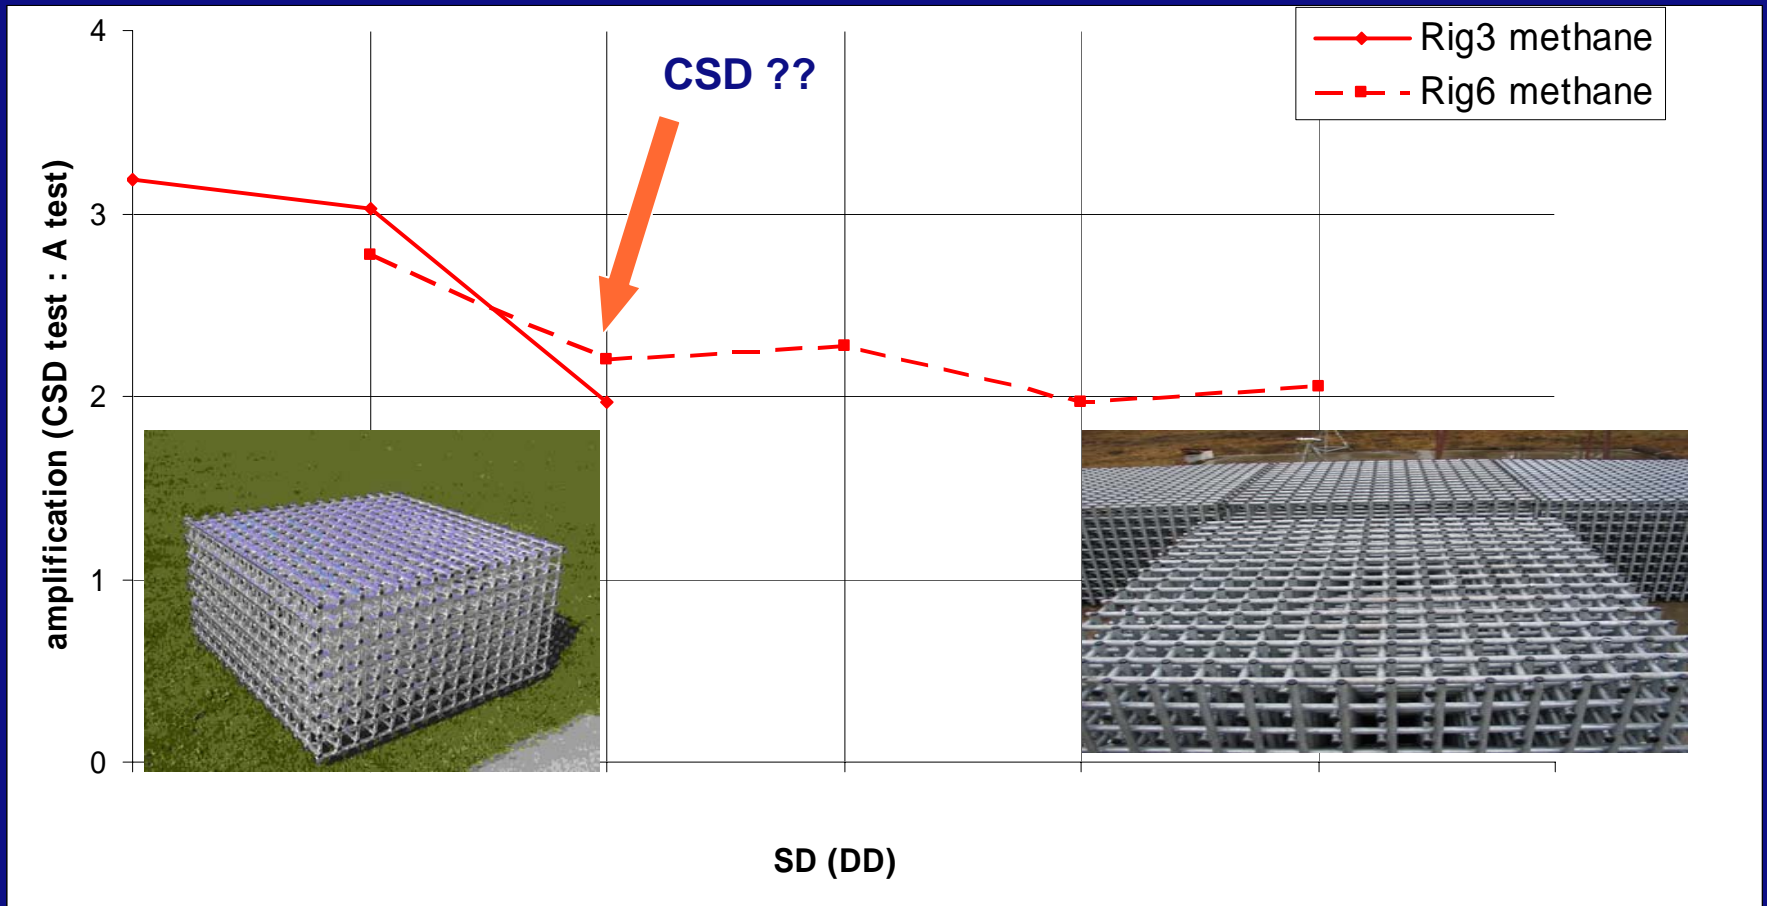 Rig3 methane
Rig6 methane
CSD ??
amplification (CSD test : A test)
4
3
2
1
0
SD (DD)